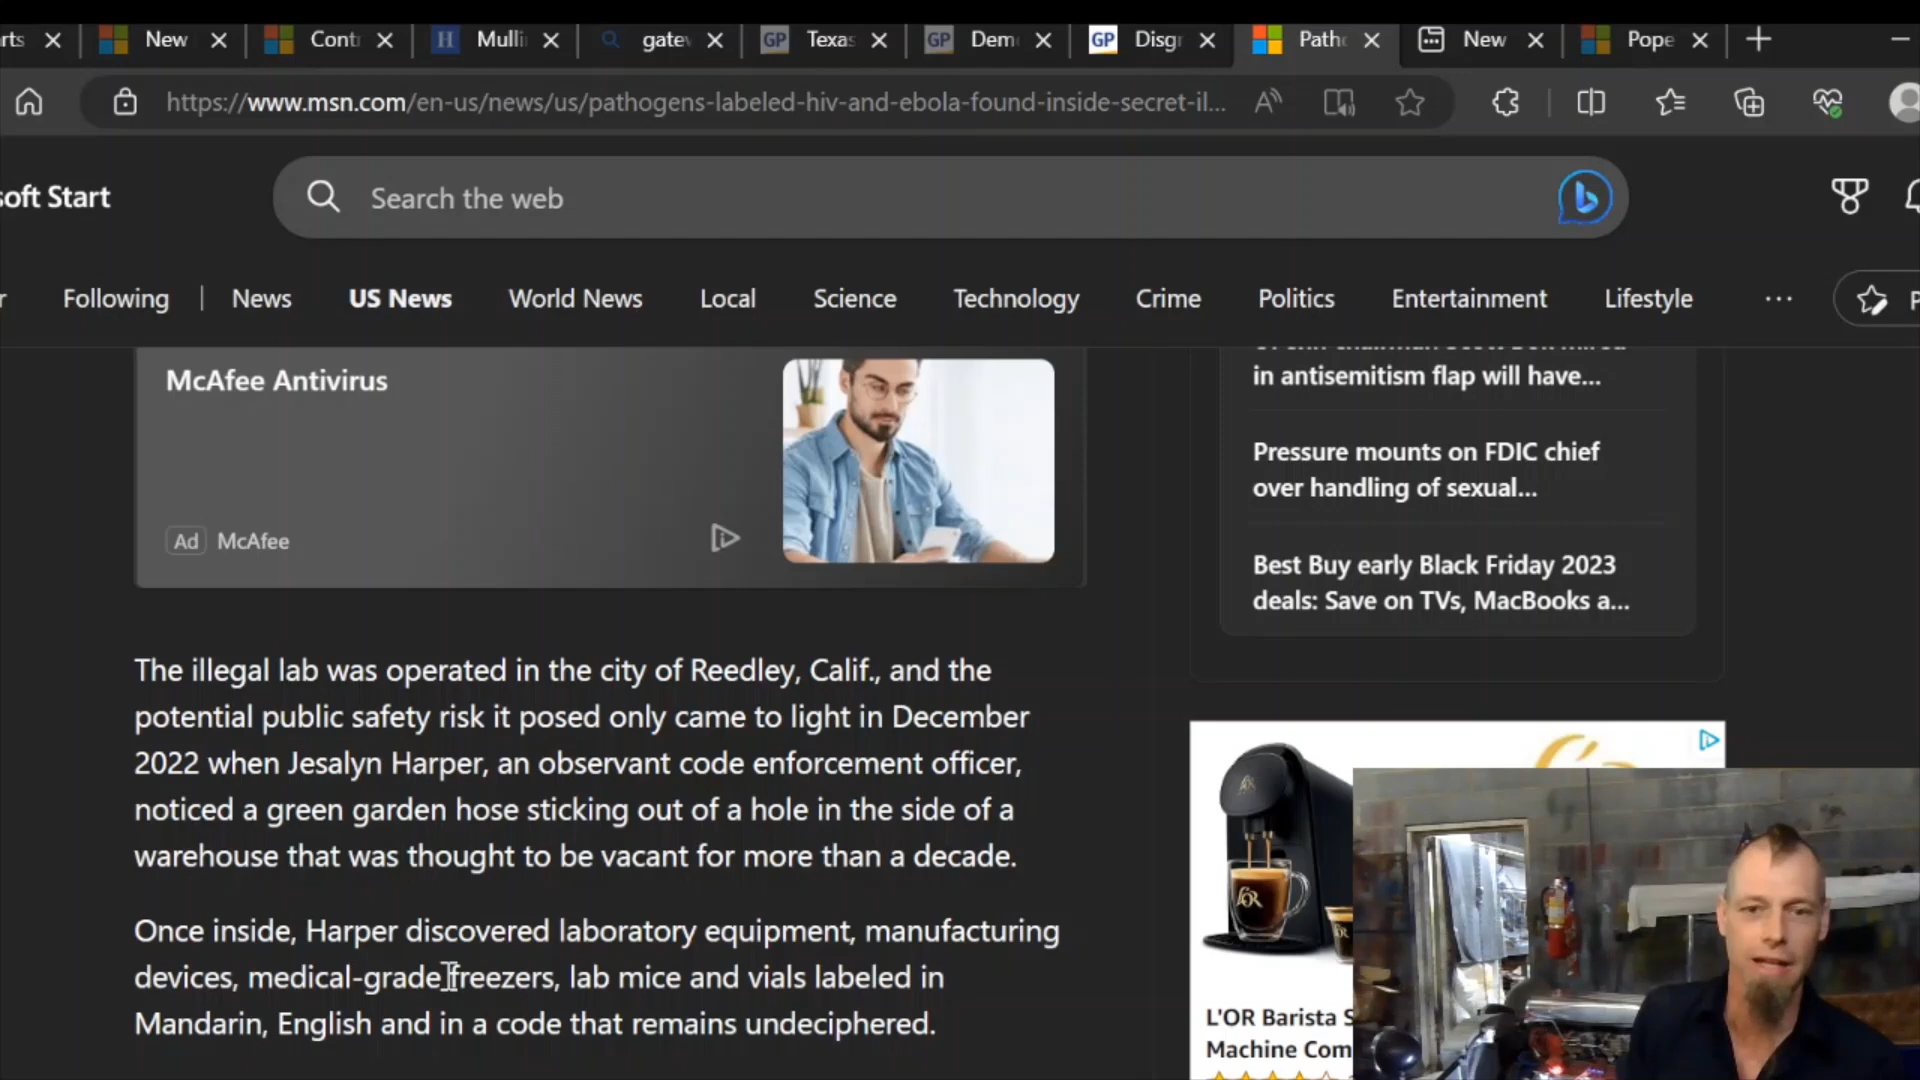 rts
New
Cont
Mulli
gatew
GP
Texas
GP
Dem
GP
Disgr
Path
New
Pope
https://www.msn.com/en-us/news/us/pathogens-labeled-hiv-and-ebola-found-inside-secret-il...
soft Start
Search the web
r
Following
News
US News
World News
Local
Science
Technology
Crime
Politics
Entertainment
Lifestyle
...
P
McAfee Antivirus
Ad McAfee
in antisemitism flap will have...
Pressure mounts on FDIC chief
over handling of sexual...
Best Buy early Black Friday 2023
deals: Save on TVs, MacBooks a...
The illegal lab was operated in the city of Reedley, Calif., and the
potential public safety risk it posed only came to light in December
2022 when Jesalyn Harper, an observant code enforcement officer,
noticed a green garden hose sticking out of a hole in the side of a
warehouse that was thought to be vacant for more than a decade.
Once inside, Harper discovered laboratory equipment, manufacturing
devices, medical-grade freezers, lab mice and vials labeled in
Mandarin, English and in a code that remains undeciphered.
L'OR
L'OR Barista S
Machine Com